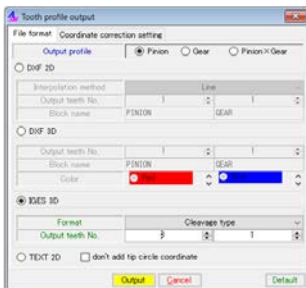 Tooth profile output
File format Coordinate correction setting
Output profile Pinion Gear Pinion×Gear
DXF 2D
Interpolation method Line
Output teeth No. 1 1
Block name PINION GEAR
DXF 3D
Output teeth No. 1 1
Block name PINION GEAR
Color Red
IGES 3D
Format Cleavage type
Output teeth No. 1
TEXT 2D don't add tip circle coordinate
Output Cancel Default